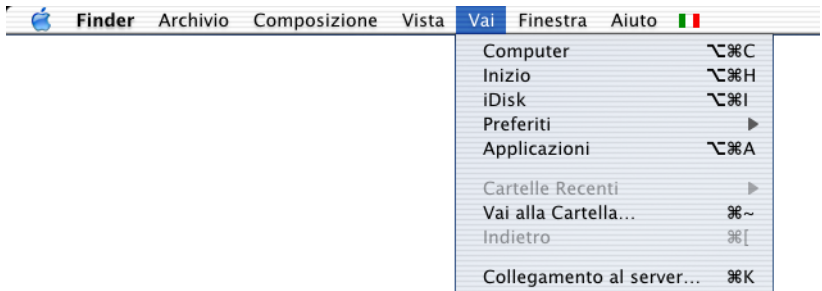 Finder Archivio Composizione Vista Vai Finestra Aiuto
Computer ⌥⌘C
Inizio ⌥⌘H
iDisk ⌥⌘I
Preferiti
Applicazioni ⌥⌘A
Cartelle Recenti
Vai alla Cartella... ⌘~
Indietro ⌘[
Collegamento al server... ⌘K